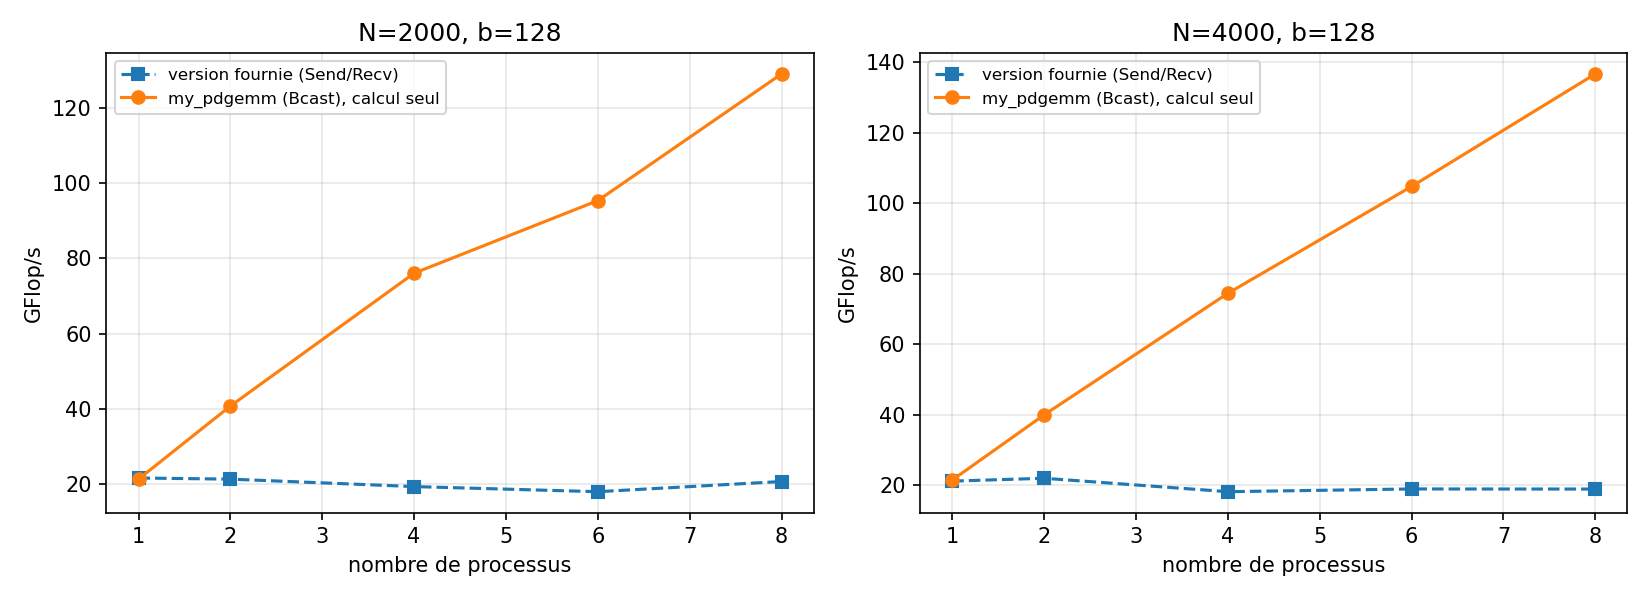 N=2000, b=128
version fournie (Send/Recv)
my_pdgemm (Bcast), calcul seul
120
100
80
60
40
20
GFlop/s
1 2 3 4 5 6 7 8
nombre de processus
N=4000, b=128
version fournie (Send/Recv)
my_pdgemm (Bcast), calcul seul
140
120
100
80
60
40
20
GFlop/s
1 2 3 4 5 6 7 8
nombre de processus